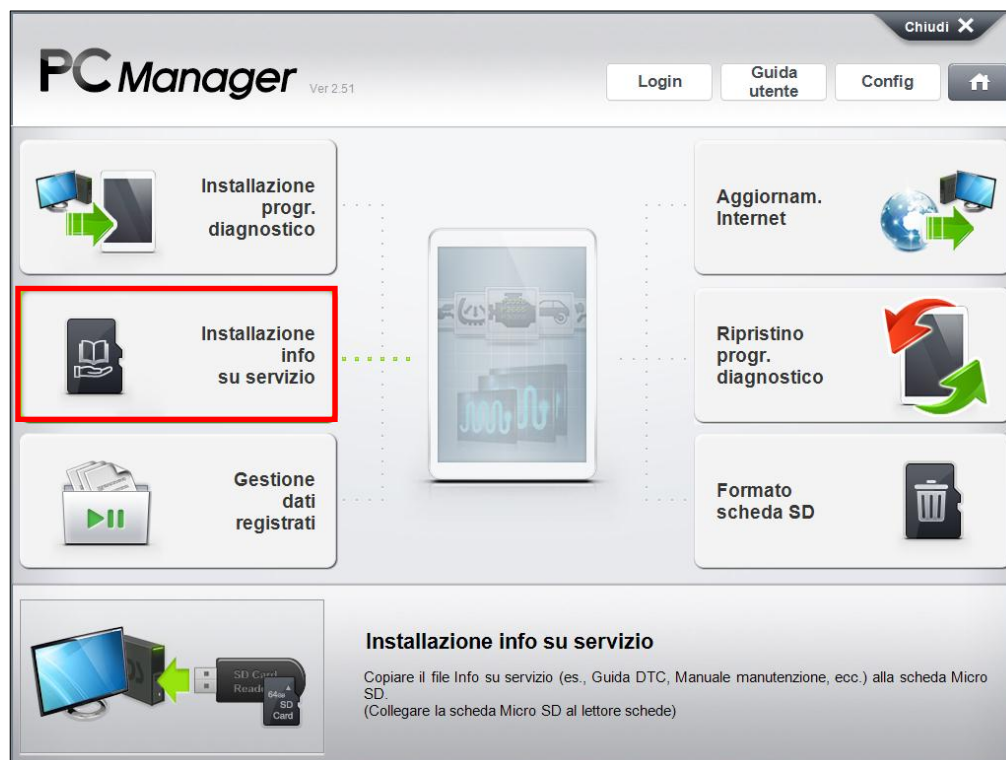 Chiudi X
PC Manager Ver 2.51
Login
Guida
utente
Config
Installazione
progr.
diagnostico
Aggiornam.
Internet
Installazione
info
su servizio
Ripristino
progr.
diagnostico
Gestione
dati
registrati
Formato
scheda SD
SD Card
Reader
64GB
SD
Card
Installazione info su servizio
Copiare il file Info su servizio (es., Guida DTC, Manuale manutenzione, ecc.) alla scheda Micro
SD.
(Collegare la scheda Micro SD al lettore schede)